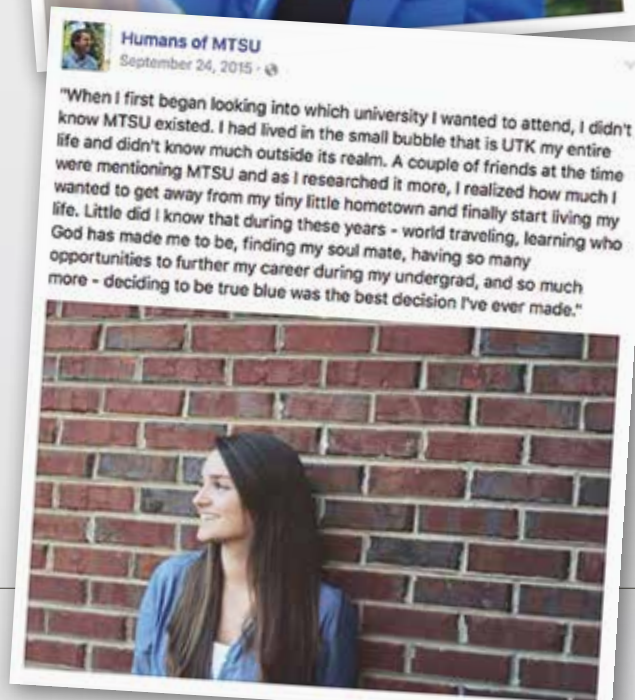 Humans of MTSU
September 24, 2015 ·
"When I first began looking into which university I wanted to attend, I didn't
know MTSU existed. I had lived in the small bubble that is UTK my entire
life and didn't know much outside its realm. A couple of friends at the time
were mentioning MTSU and as I researched it more, I realized how much I
wanted to get away from my tiny little hometown and finally start living my
life. Little did I know that during these years - world traveling, learning who
God has made me to be, finding my soul mate, having so many
opportunities to further my career during my undergrad, and so much
more - deciding to be true blue was the best decision I've ever made."